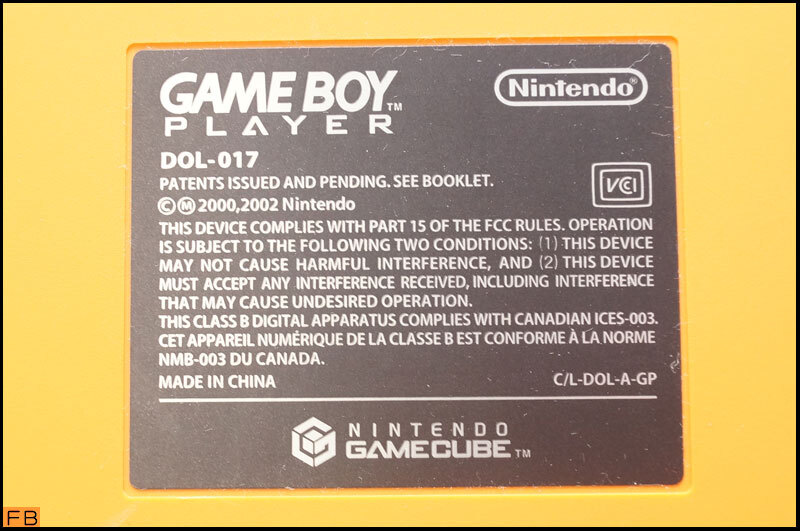 GAME BOY™
PLAYER
Nintendo®
DOL-017
PATENTS ISSUED AND PENDING. SEE BOOKLET.
VCI
©Ⓜ 2000,2002 Nintendo
THIS DEVICE COMPLIES WITH PART 15 OF THE FCC RULES. OPERATION
IS SUBJECT TO THE FOLLOWING TWO CONDITIONS: (1) THIS DEVICE
MAY NOT CAUSE HARMFUL INTERFERENCE, AND (2) THIS DEVICE
MUST ACCEPT ANY INTERFERENCE RECEIVED, INCLUDING INTERFERENCE
THAT MAY CAUSE UNDESIRED OPERATION.
THIS CLASS B DIGITAL APPARATUS COMPLIES WITH CANADIAN ICES-003.
CET APPAREIL NUMÉRIQUE DE LA CLASSE B EST CONFORME À LA NORME
NMB-003 DU CANADA.
MADE IN CHINA C/L-DOL-A-GP
NINTENDO
GAMECUBE™
FB